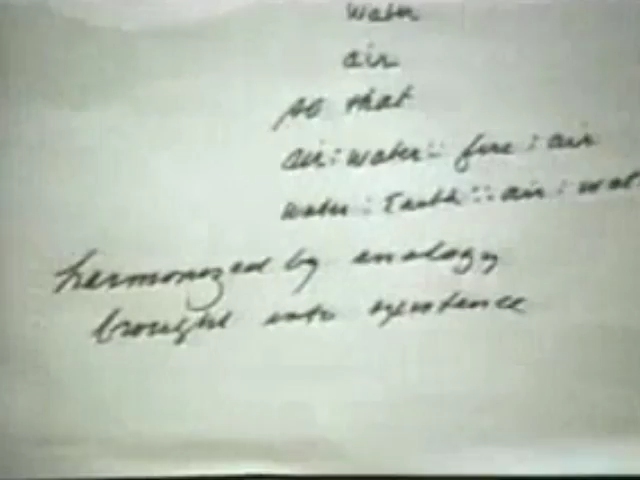 Water
air
so that
air : water :: fire : air
water : Earth :: air : wat
harmonized by analogy
brought into existence